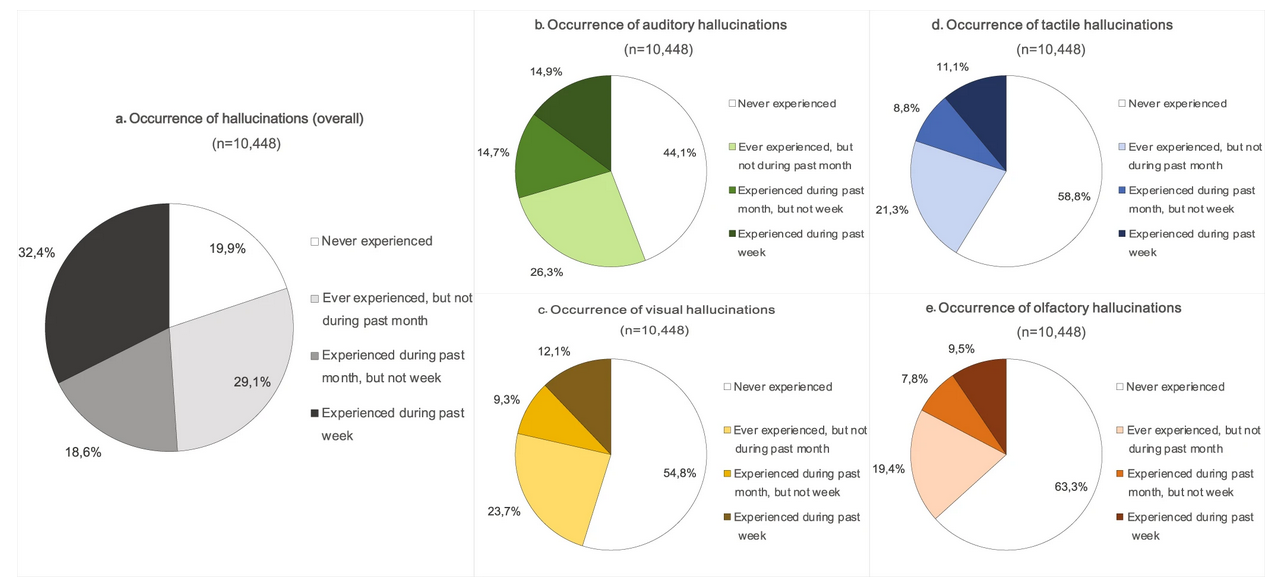 a. Occurrence of hallucinations (overall)
(n=10,448)
19,9%
29,1%
18,6%
32,4%
Never experienced
Ever experienced, but not
during past month
Experienced during past
month, but not week
Experienced during past
week
b. Occurrence of auditory hallucinations
(n=10,448)
44,1%
26,3%
14,7%
14,9%
Never experienced
Ever experienced, but
not during past month
Experienced during past
month, but not week
Experienced during past
week
c. Occurrence of visual hallucinations
(n=10,448)
54,8%
23,7%
9,3%
12,1%
Never experienced
Ever experienced, but not
during past month
Experienced during past
month, but not week
Experienced during past
week
d. Occurrence of tactile hallucinations
(n=10,448)
58,8%
21,3%
8,8%
11,1%
Never experienced
Ever experienced, but not
during past month
Experienced during past
month, but not week
Experienced during past
week
e. Occurrence of olfactory hallucinations
(n=10,448)
63,3%
19,4%
7,8%
9,5%
Never experienced
Ever experienced, but not
during past month
Experienced during past
month, but not week
Experienced during past
week